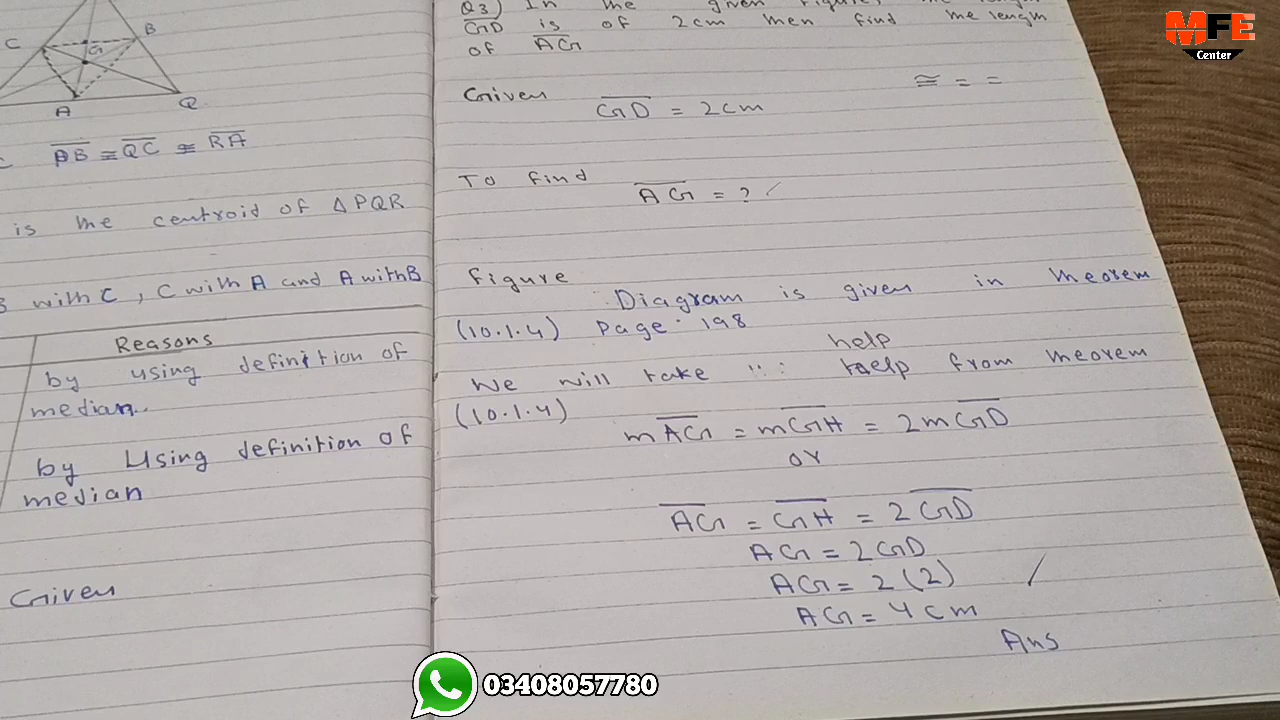 C
B
G
A
Q
PB ≅ QC ≅ RA
is the centroid of △PQR
B with C, C with A and A with B
Reasons
by using definition of
median..
by Using definition of
median
Given
Q3) In the given figure, the length
GD is of 2cm then find the length
of AG
≅ = =
Given
GD = 2cm
To find
AG = ?
figure
Diagram is given in theorem
(10.1.4) Page. 198
help
We will take ∵ : help from theorem
(10.1.4)
mAG = mGH = 2mGD
or
AG = GH = 2GD
AG = 2GD
AG = 2(2)
AG = 4cm
Ans
MFE
Center
03408057780